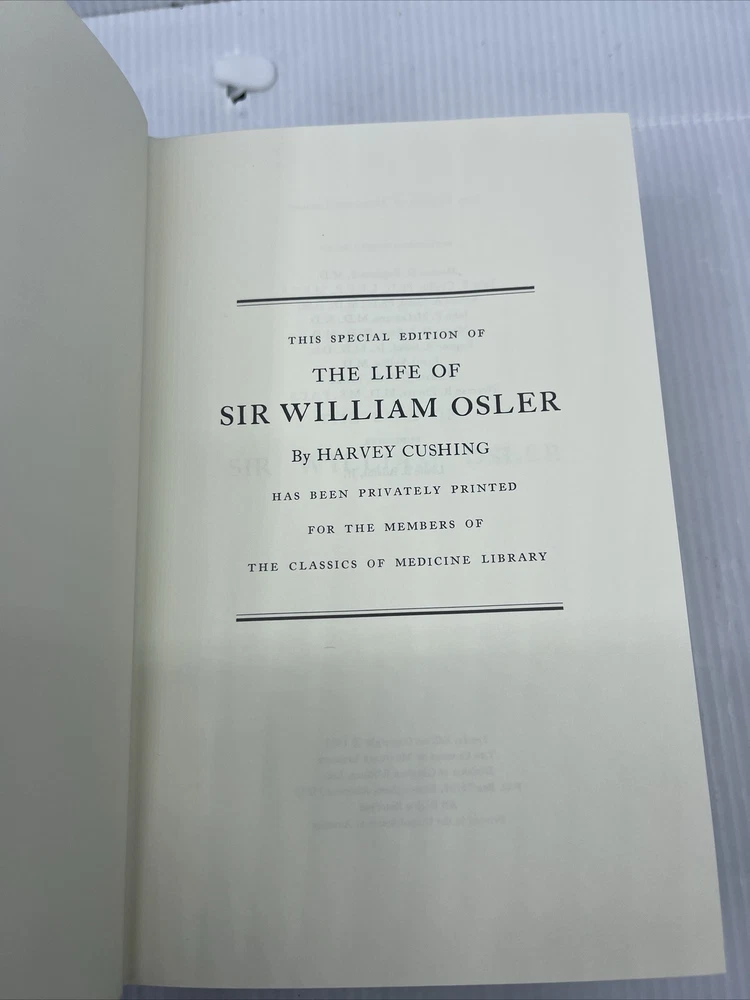 THIS SPECIAL EDITION OF
THE LIFE OF
SIR WILLIAM OSLER
By HARVEY CUSHING
HAS BEEN PRIVATELY PRINTED
FOR THE MEMBERS OF
THE CLASSICS OF MEDICINE LIBRARY